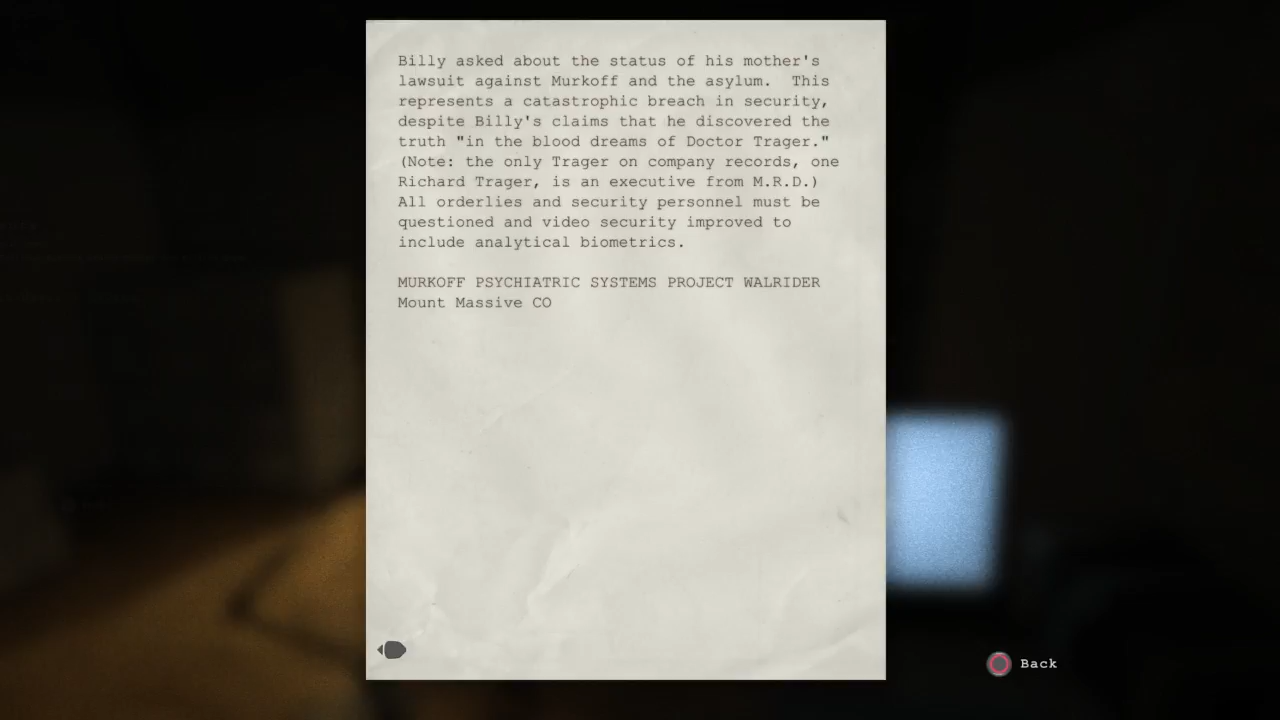 Billy asked about the status of his mother's
lawsuit against Murkoff and the asylum.  This
represents a catastrophic breach in security,
despite Billy's claims that he discovered the
truth "in the blood dreams of Doctor Trager."
(Note: the only Trager on company records, one
Richard Trager, is an executive from M.R.D.)
All orderlies and security personnel must be
questioned and video security improved to
include analytical biometrics.
MURKOFF PSYCHIATRIC SYSTEMS PROJECT WALRIDER
Mount Massive CO
Back